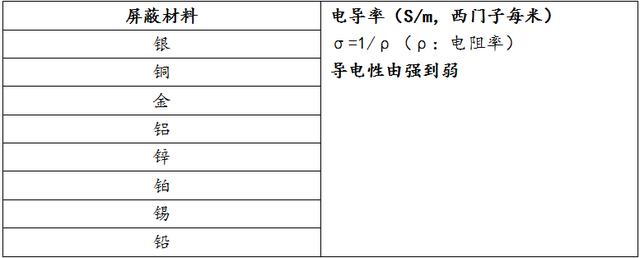 屏蔽材料
电导率（S/m，西门子每米）
银
σ=1/ρ（ρ：电阻率）
铜
导电性由强到弱
金
铝
锌
铂
锡
铅